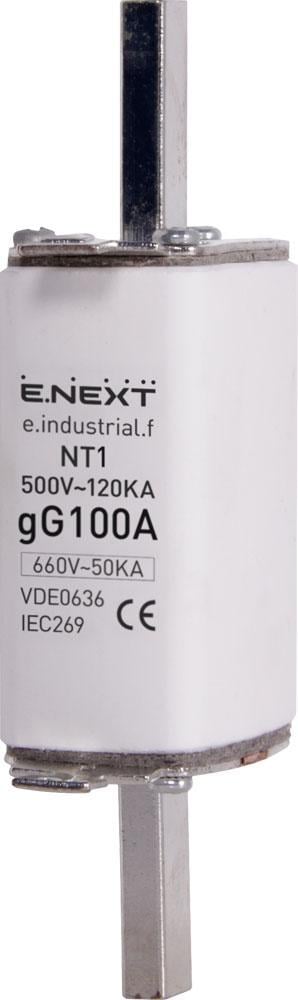 E.NEXT
e.industrial.f
NT1
500V~120KA
gG100A
660V~50KA
VDE0636
IEC269 CE